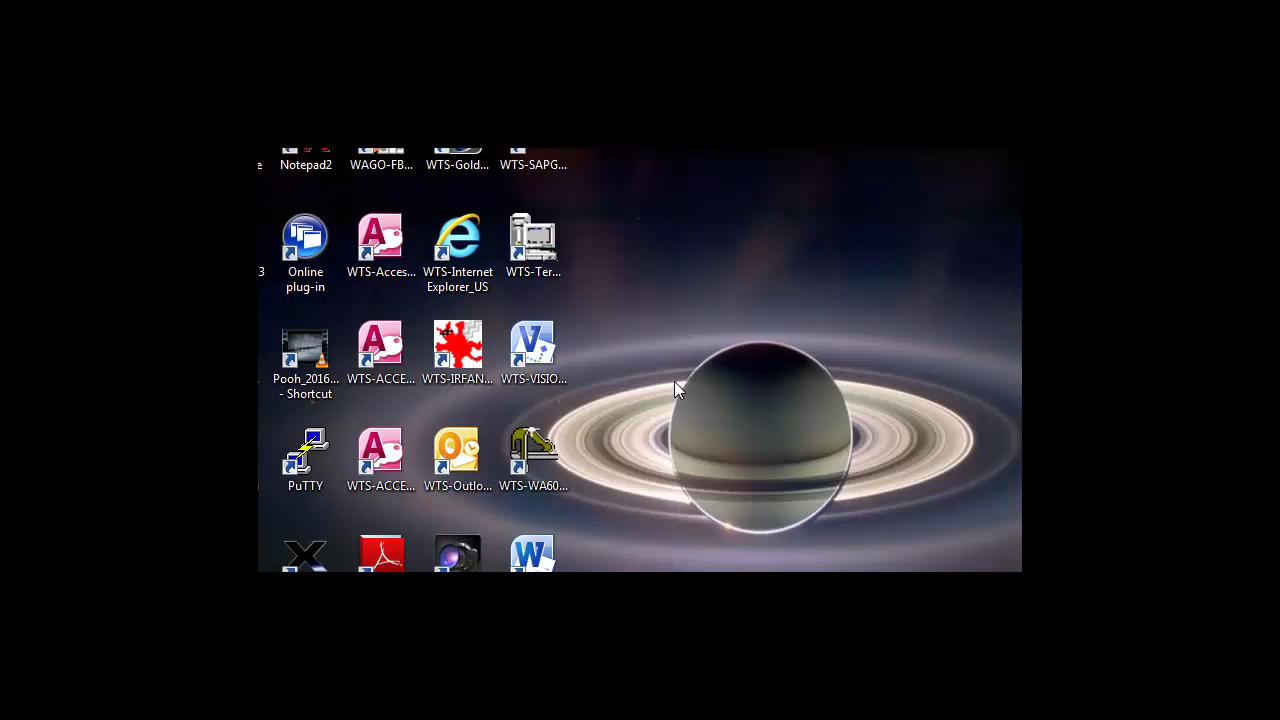 e
Notepad2
WAGO-FB...
WTS-Gold...
WTS-SAPG...
3
Online
plug-in
WTS-Acces...
WTS-Internet
Explorer_US
WTS-Ter...
Pooh_2016...
- Shortcut
WTS-ACCE...
WTS-IRFAN...
WTS-VISIO...
PuTTY
WTS-ACCE...
WTS-Outlo...
WTS-WA60...